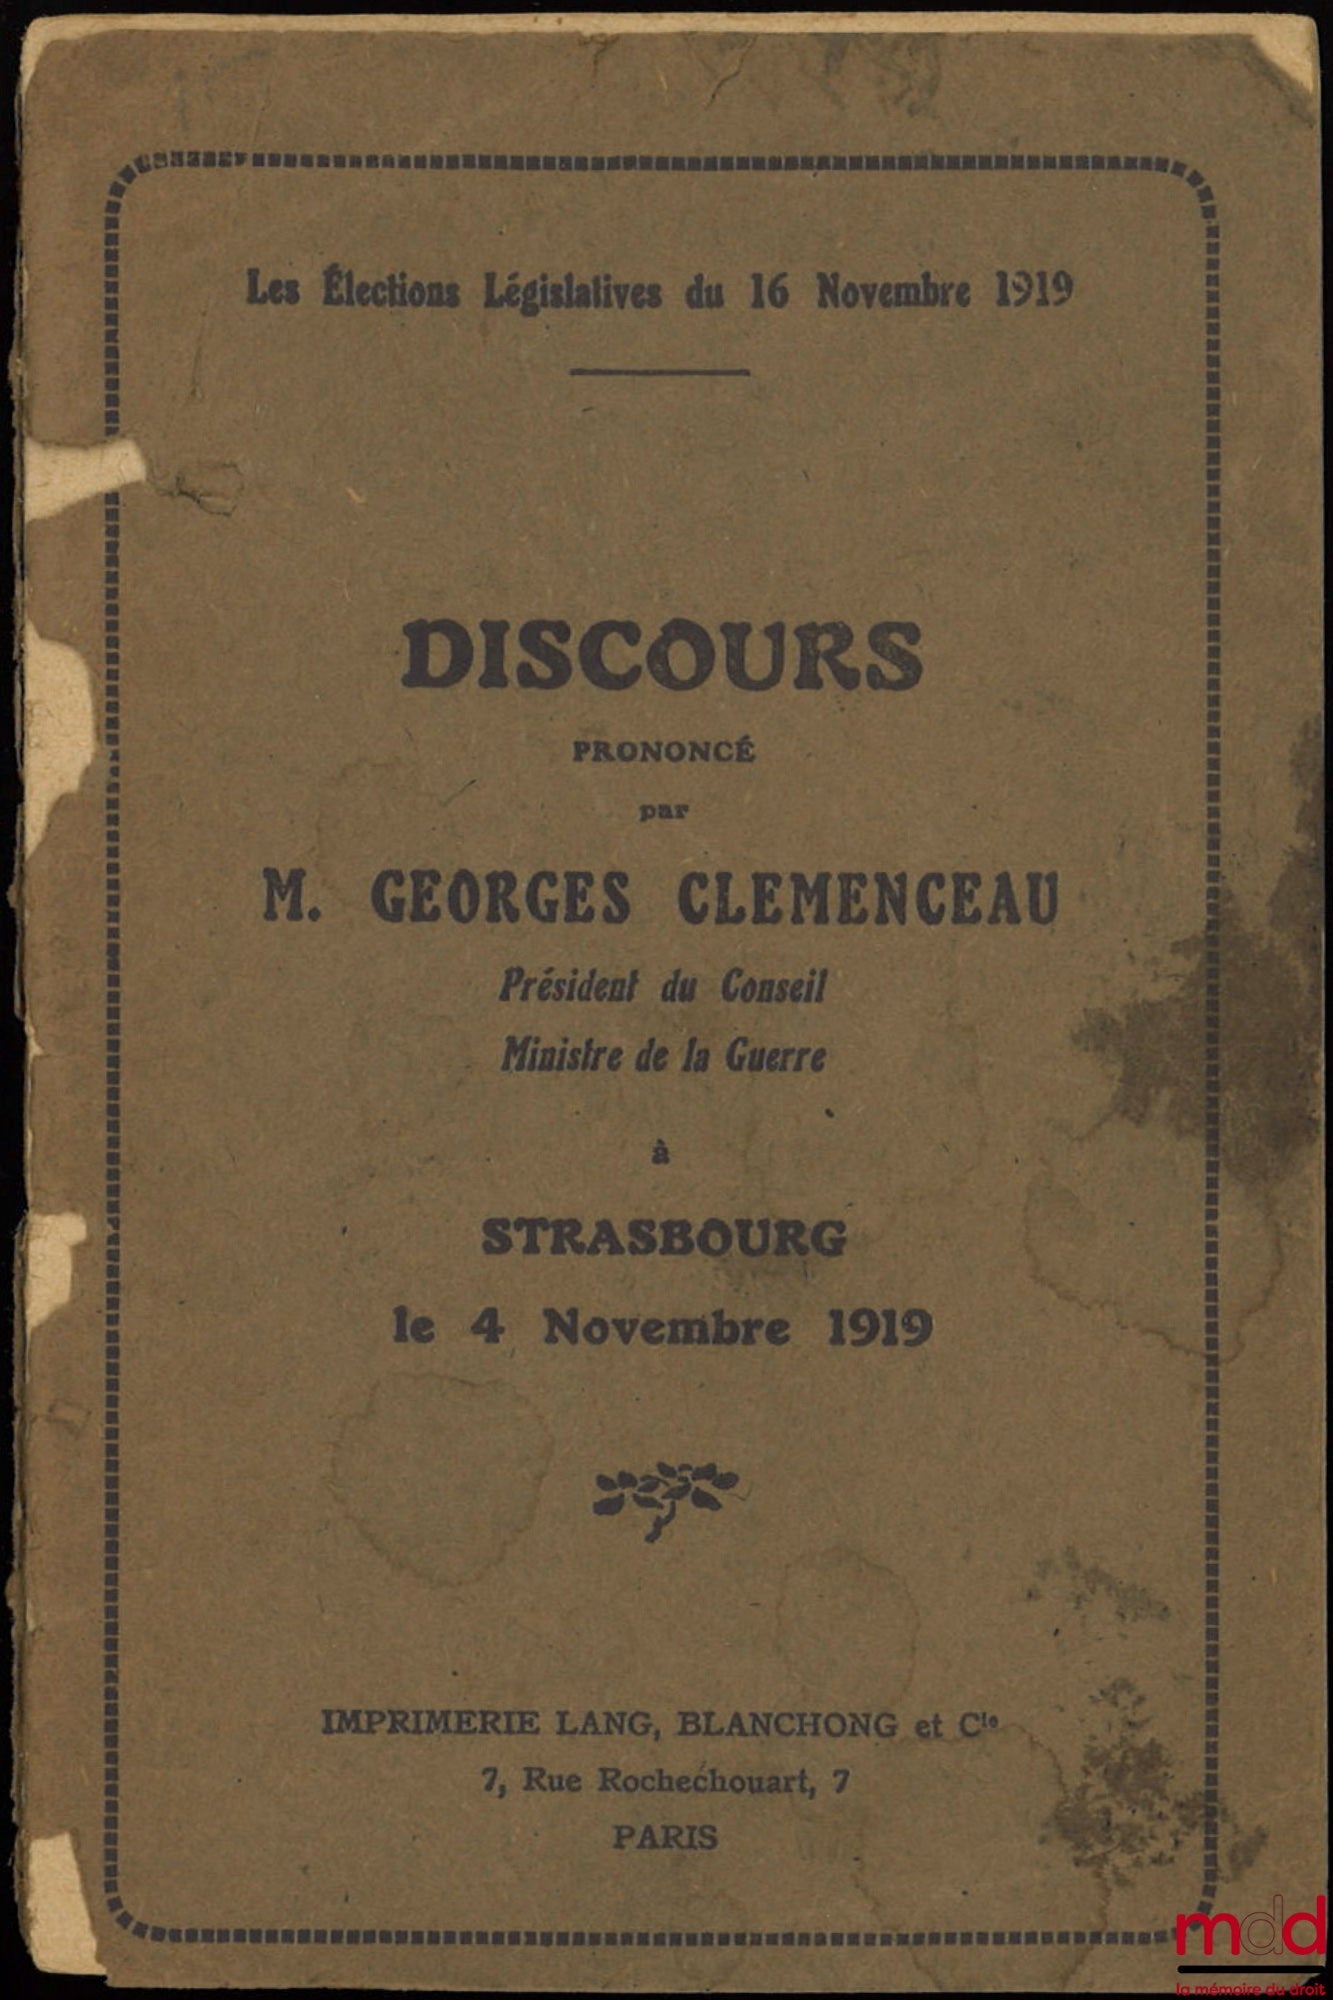 Les Élections Législatives du 16 Novembre 1919
DISCOURS
PRONONCÉ
par
M. GEORGES CLEMENCEAU
Président du Conseil
Ministre de la Guerre
à
STRASBOURG
le 4 Novembre 1919
IMPRIMERIE LANG, BLANCHONG et Cie
7, Rue Rochechouart, 7
PARIS
mdd
la mémoire du droit